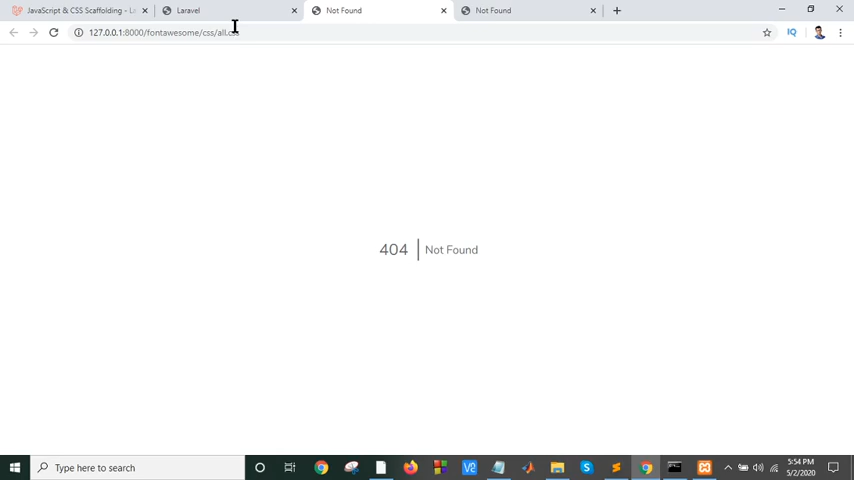 JavaScript & CSS Scaffolding - L
Laravel
Not Found
Not Found
127.0.0.1:8000/fontawesome/css/all.css
IQ
404
Not Found
Type here to search
5:54 PM
5/2/2020